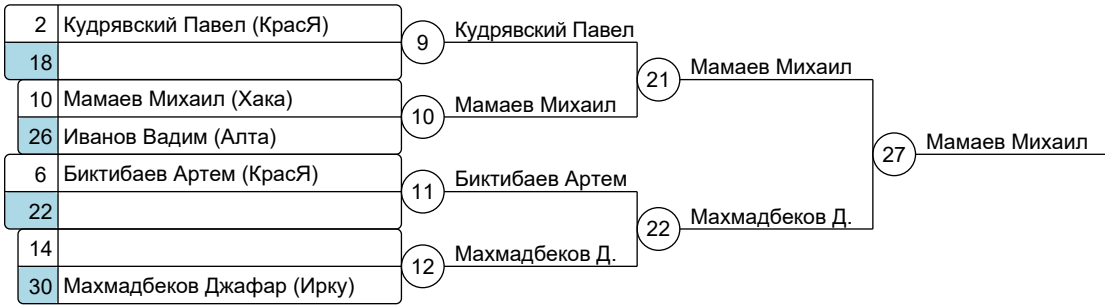 2 Кудрявский Павел (КрасЯ)
18
10 Мамаев Михаил (Хака)
26 Иванов Вадим (Алта)
6 Биктибаев Артем (КрасЯ)
22
14
30 Махмадбеков Джафар (Ирку)
9 Кудрявский Павел
10 Мамаев Михаил
11 Биктибаев Артем
12 Махмадбеков Д.
21 Мамаев Михаил
22 Махмадбеков Д.
27 Мамаев Михаил